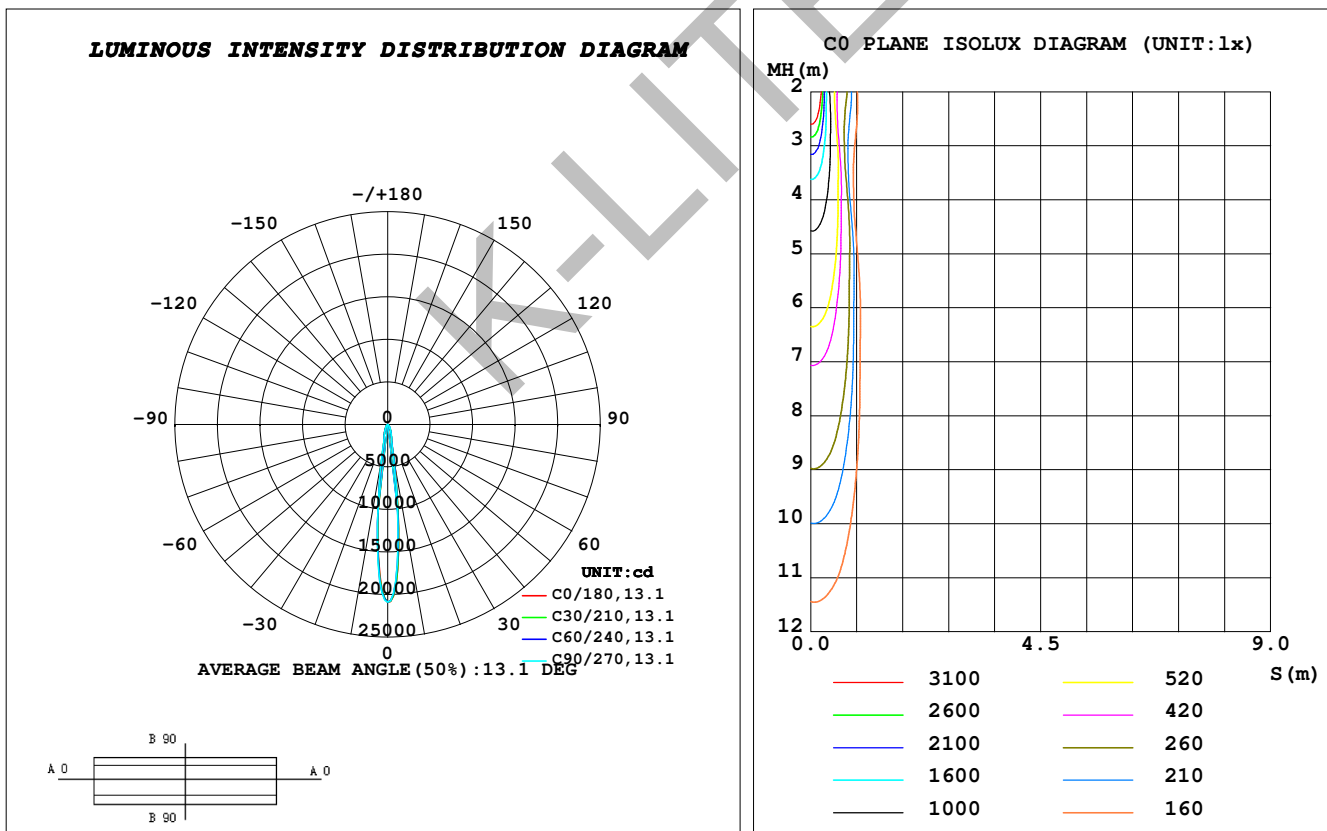 LUMINOUS INTENSITY DISTRIBUTION DIAGRAM
-/+180
-150
150
-120
120
-90
90
-60
60
-30
30
0
0
5000
10000
15000
20000
25000
UNIT:cd
C0/180,13.1
C30/210,13.1
C60/240,13.1
C90/270,13.1
AVERAGE BEAM ANGLE(50%):13.1 DEG
B 90
A 0
A 0
B 90
C0 PLANE ISOLUX DIAGRAM (UNIT:lx)
MH(m)
2
3
4
5
6
7
8
9
10
11
12
0.0
4.5
9.0
S(m)
3100
520
2600
420
2100
260
1600
210
1000
160
K-LITE